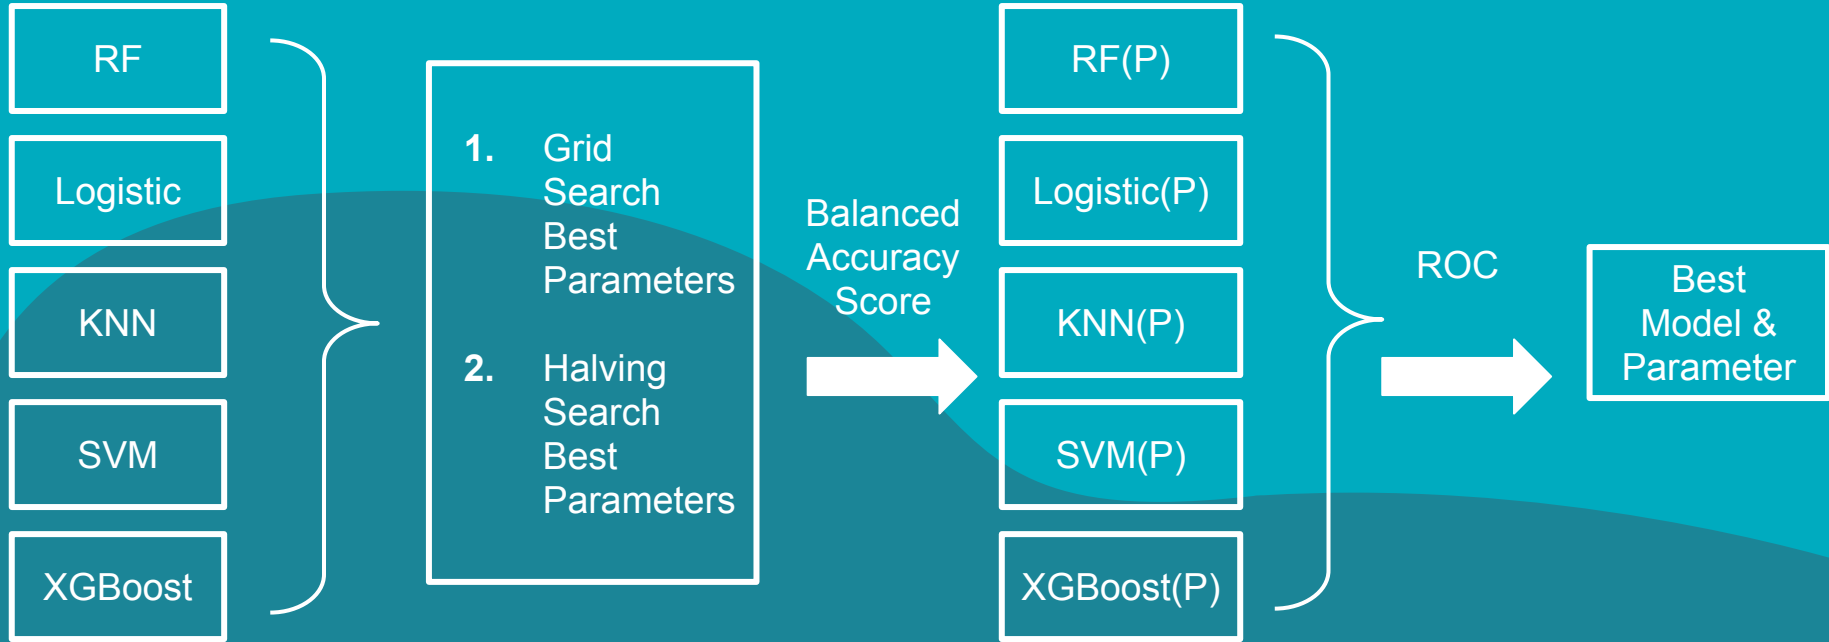 RF
Logistic
KNN
SVM
XGBoost
1. Grid
Search
Best
Parameters
2. Halving
Search
Best
Parameters
Balanced
Accuracy
Score
RF(P)
Logistic(P)
KNN(P)
SVM(P)
XGBoost(P)
ROC
Best
Model &
Parameter